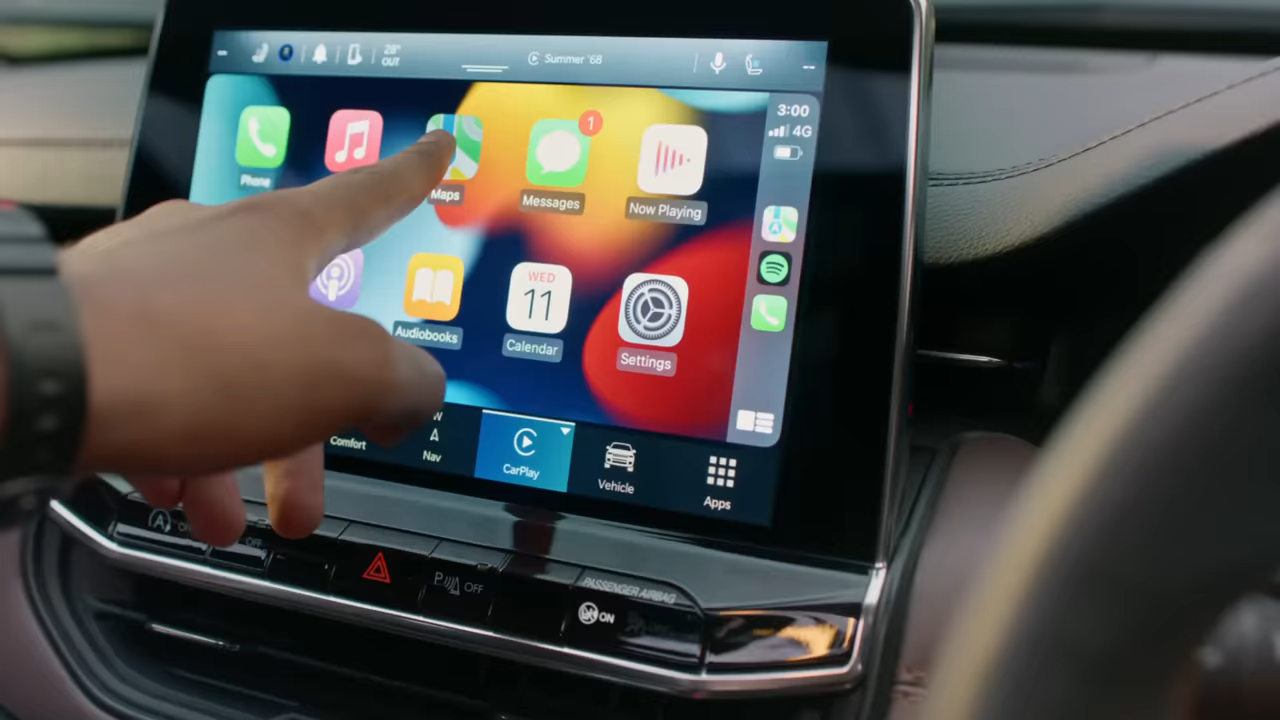 28°
OUT
Summer '68
3:00
4G
Phone
Maps
Messages
1
Now Playing
Audiobooks
WED
11
Calendar
Settings
Comfort
Nav
CarPlay
Vehicle
Apps
A
OFF
P
OFF
PASSENGER AIRBAG
ON